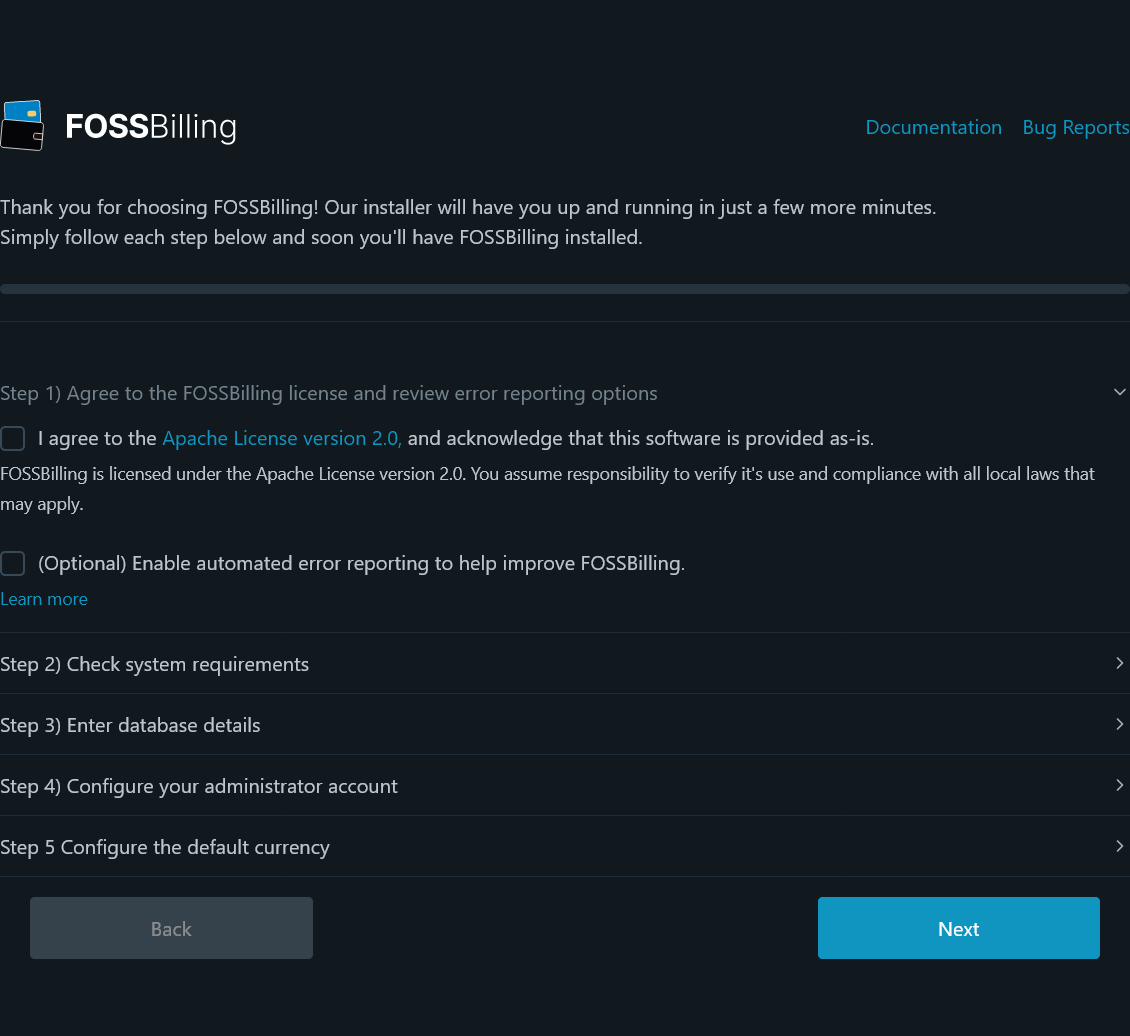 FOSSBilling
Documentation
Bug Reports
Thank you for choosing FOSSBilling! Our installer will have you up and running in just a few more minutes.
Simply follow each step below and soon you'll have FOSSBilling installed.
Step 1) Agree to the FOSSBilling license and review error reporting options
I agree to the Apache License version 2.0, and acknowledge that this software is provided as-is.
FOSSBilling is licensed under the Apache License version 2.0. You assume responsibility to verify it's use and compliance with all local laws that
may apply.
(Optional) Enable automated error reporting to help improve FOSSBilling.
Learn more
Step 2) Check system requirements
Step 3) Enter database details
Step 4) Configure your administrator account
Step 5 Configure the default currency
Back
Next